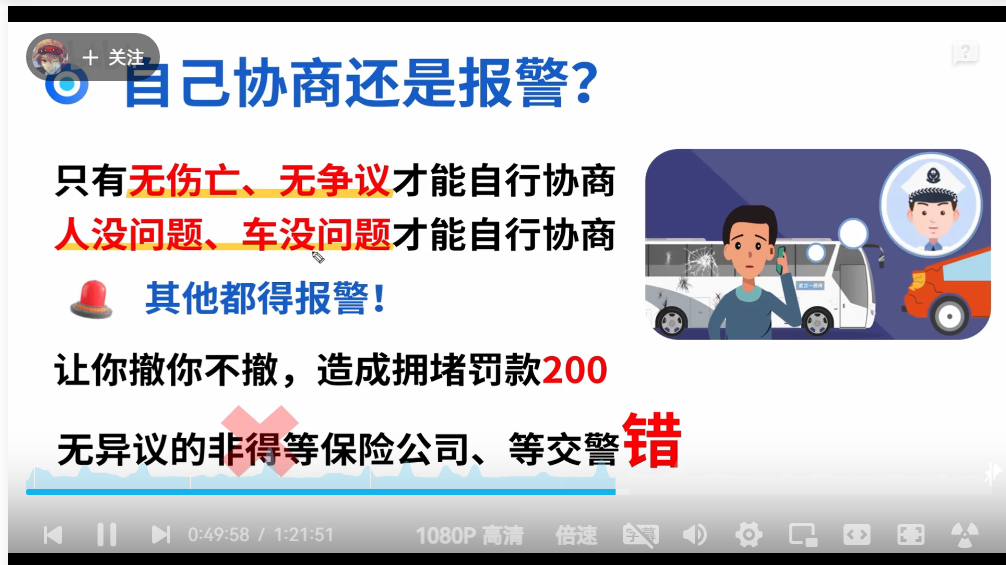 + 关注
自己协商还是报警？
只有无伤亡、无争议才能自行协商
人没问题、车没问题才能自行协商
其他都得报警！
让你撤你不撤，造成拥堵罚款200
无异议的非得等保险公司、等交警错
0:49:58 / 1:21:51
1080P 高清
倍速
字幕